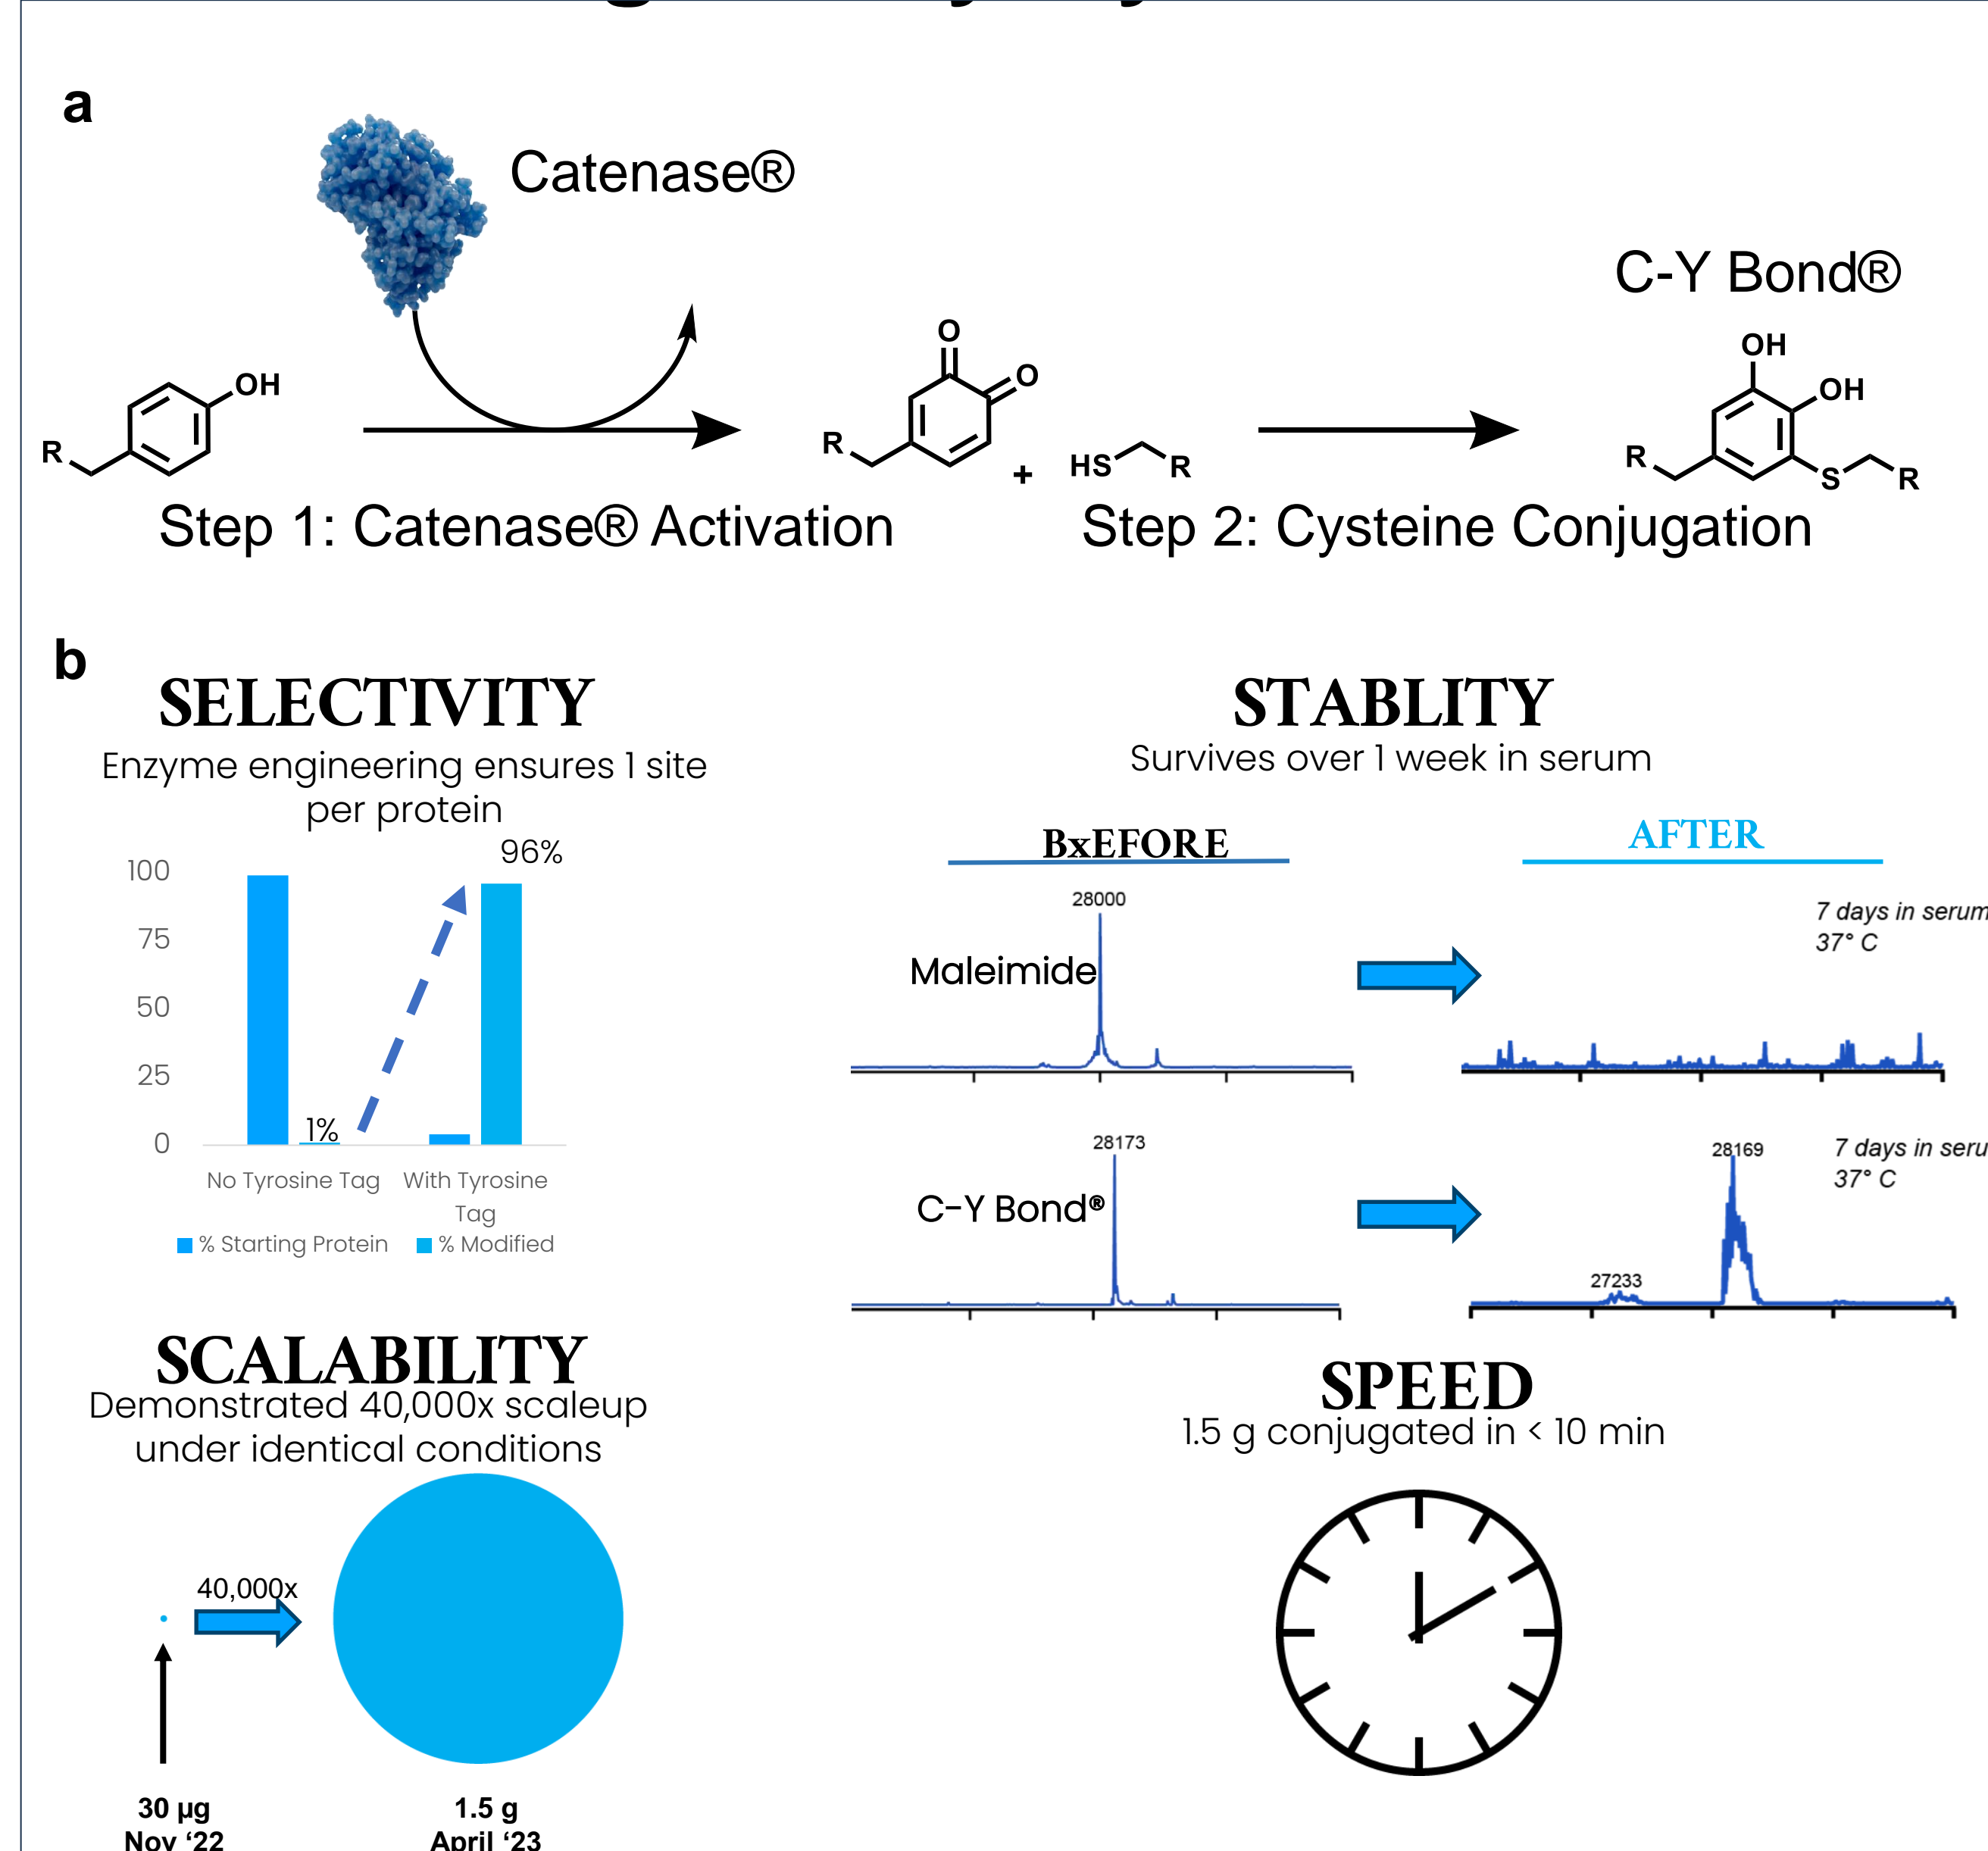 a
Catenase®
C-Y Bond®
OH
R
O
O
R
+
HS
R
OH
OH
R
S
R
Step 1: Catenase® Activation
Step 2: Cysteine Conjugation
b
SELECTIVITY
Enzyme engineering ensures 1 site
per protein
96%
100
75
50
25
0
1%
No Tyrosine Tag
With Tyrosine
Tag
% Starting Protein
% Modified
STABLITY
Survives over 1 week in serum
BxEFORE
AFTER
28000
Maleimide
7 days in serum
37° C
28173
C-Y Bond®
28169
27233
7 days in seru
37° C
SCALABILITY
Demonstrated 40,000x scaleup
under identical conditions
40,000x
30 µg
Nov ‘22
1.5 g
April ‘23
SPEED
1.5 g conjugated in < 10 min